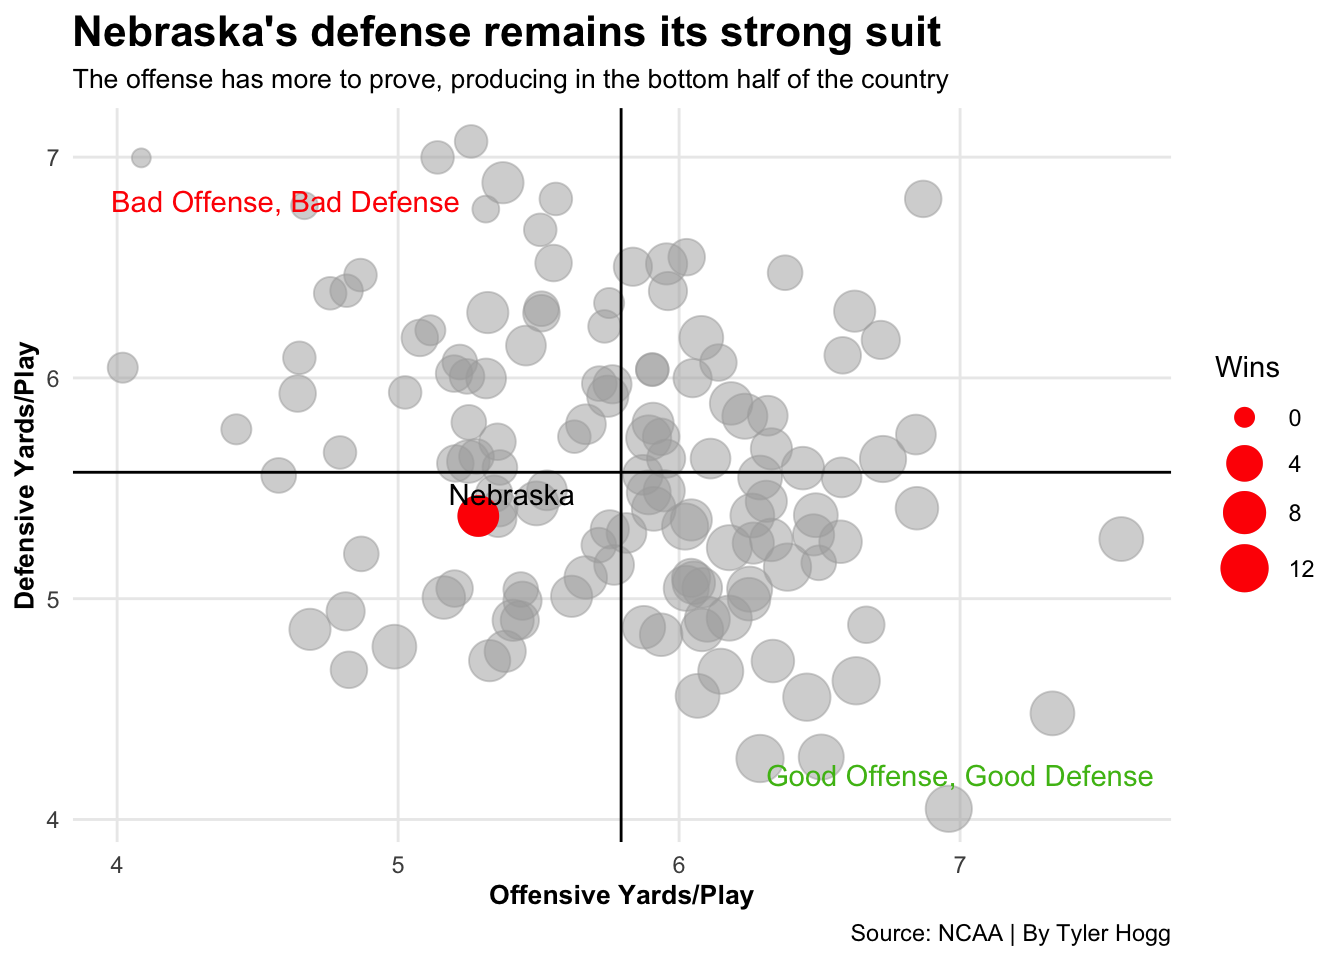 Nebraska's defense remains its strong suit
The offense has more to prove, producing in the bottom half of the country
7
6
5
4
Defensive Yards/Play
Bad Offense, Bad Defense
Nebraska
Good Offense, Good Defense
4
5
6
7
Offensive Yards/Play
Wins
0
4
8
12
Source: NCAA | By Tyler Hogg